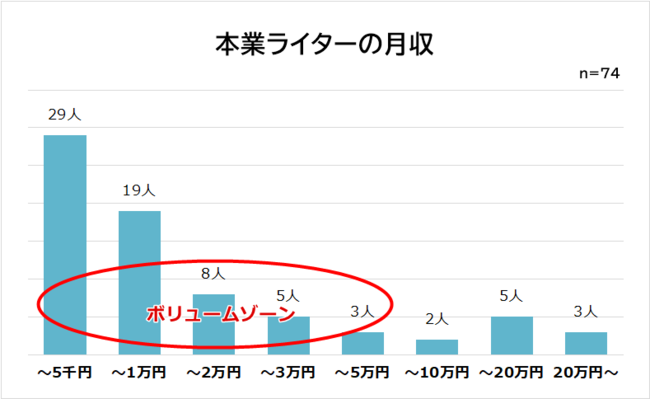 本業ライターの月収
n=74
29人
19人
8人
5人
3人
2人
5人
3人
ボリュームゾーン
～5千円
～1万円
～2万円
～3万円
～5万円
～10万円
～20万円
20万円～